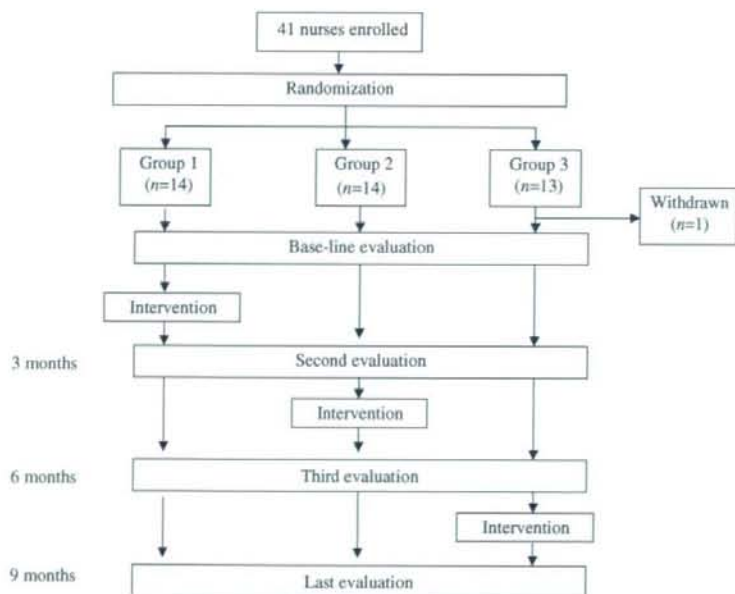 41 nurses enrolled
Randomization
Group 1
(n=14)
Group 2
(n=14)
Group 3
(n=13)
Withdrawn
(n=1)
Base-line evaluation
Intervention
3 months
Second evaluation
Intervention
6 months
Third evaluation
Intervention
9 months
Last evaluation